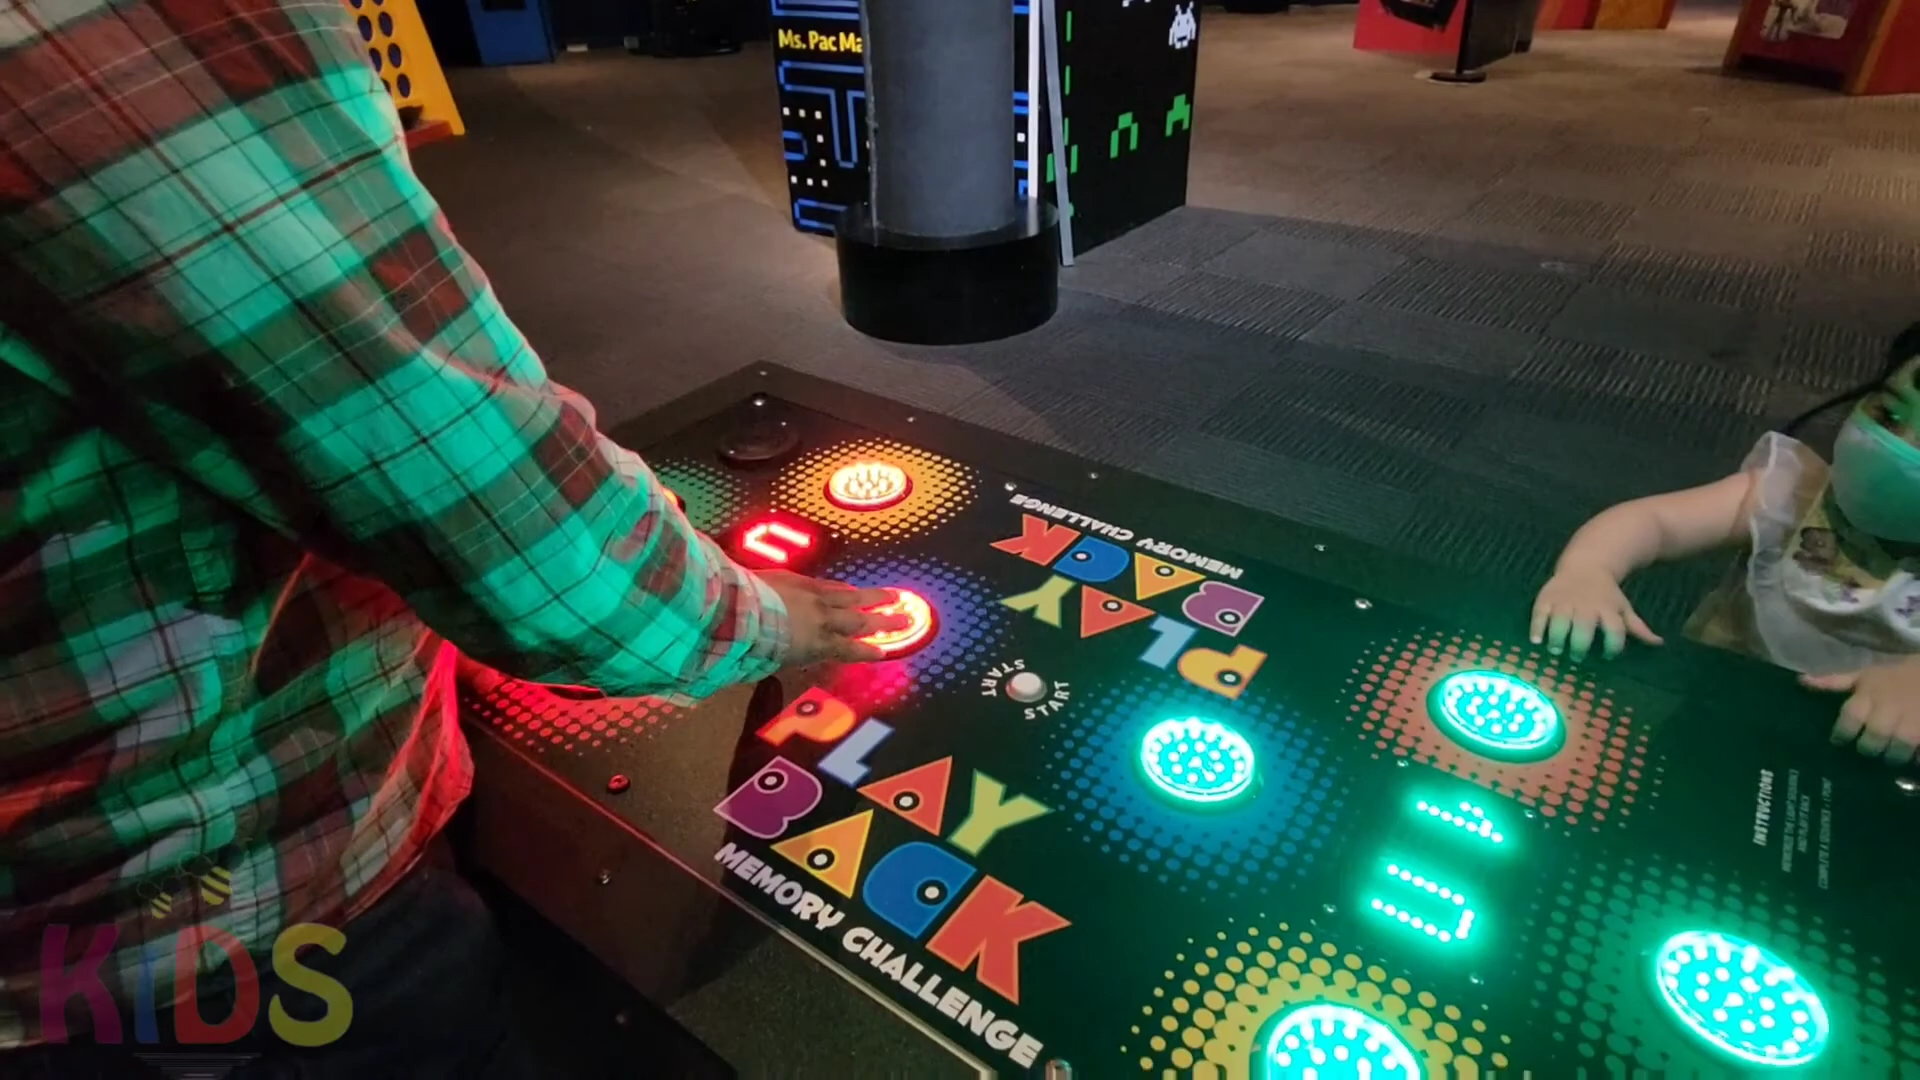 Ms. Pac Ma
MEMORY CHALLENGE
PLAY
BACK
START
START
PLAY
BACK
MEMORY CHALLENGE
INSTRUCTIONS
KiDS